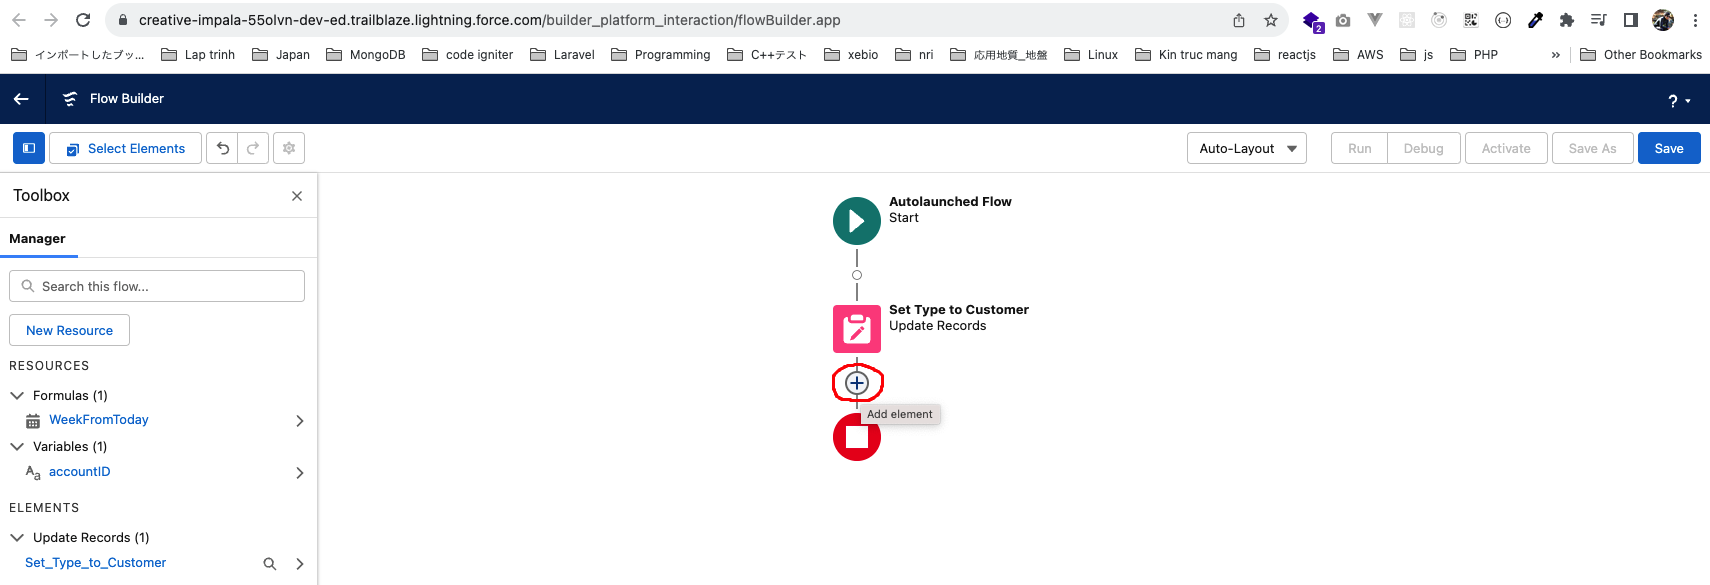 creative-impala-55olvn-dev-ed.trailblaze.lightning.force.com/builder_platform_interaction/flowBuilder.app
2
インポートしたブッ... Lap trinh Japan MongoDB code igniter Laravel Programming C++テスト xebio nri 応用地質_地盤 Linux Kin truc mang reactjs AWS js PHP » Other Bookmarks
Flow Builder ?
Select Elements Auto-Layout Run Debug Activate Save As Save
Toolbox
Manager
Search this flow...
New Resource
RESOURCES
Formulas (1)
WeekFromToday
Variables (1)
Aa accountID
ELEMENTS
Update Records (1)
Set_Type_to_Customer
Autolaunched Flow
Start
Set Type to Customer
Update Records
Add element